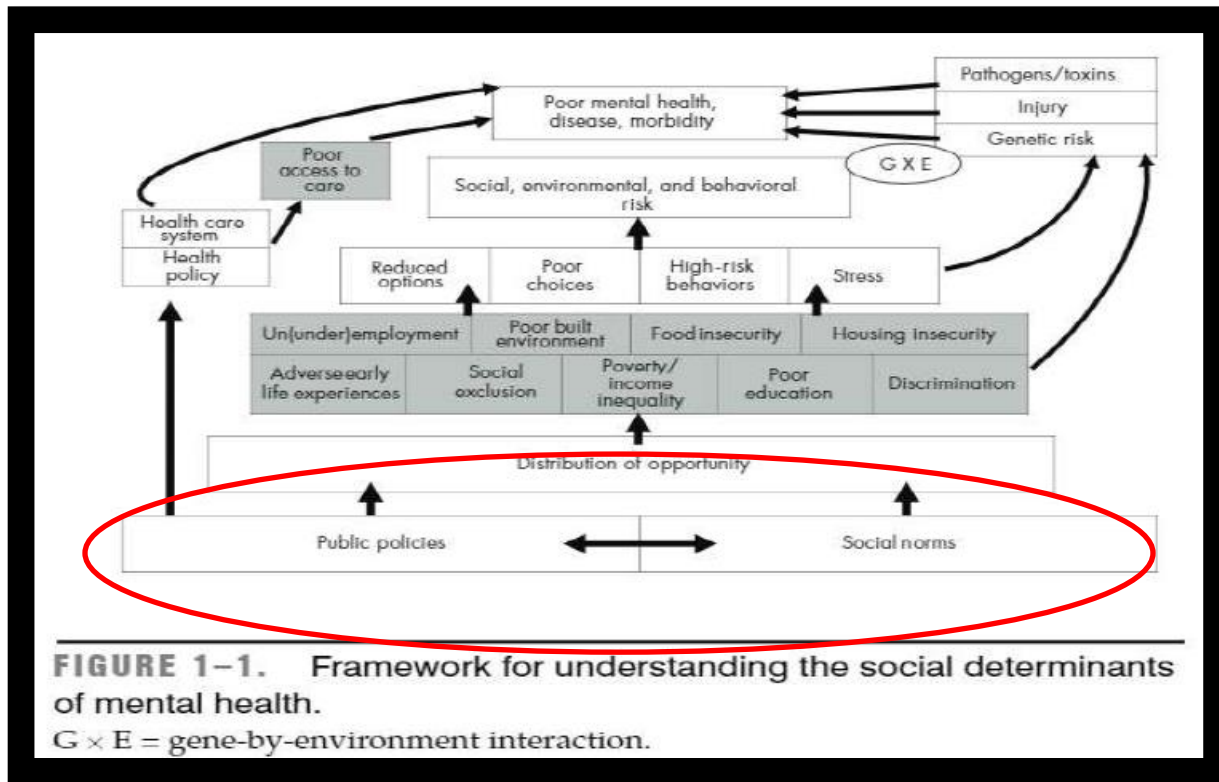 Pathogens/toxins
Injury
Genetic risk
Poor mental health,
disease, morbidity
G X E
Poor
access to
care
Social, environmental, and behavioral
risk
Health care
system
Health
policy
Reduced
options
Poor
choices
High-risk
behaviors
Stress
Un(under)employment
Poor built
environment
Food insecurity
Housing insecurity
Adverse early
life experiences
Social
exclusion
Poverty/
income
inequality
Poor
education
Discrimination
Distribution of opportunity
Public policies
Social norms
FIGURE 1–1. Framework for understanding the social determinants
of mental health.
G × E = gene-by-environment interaction.